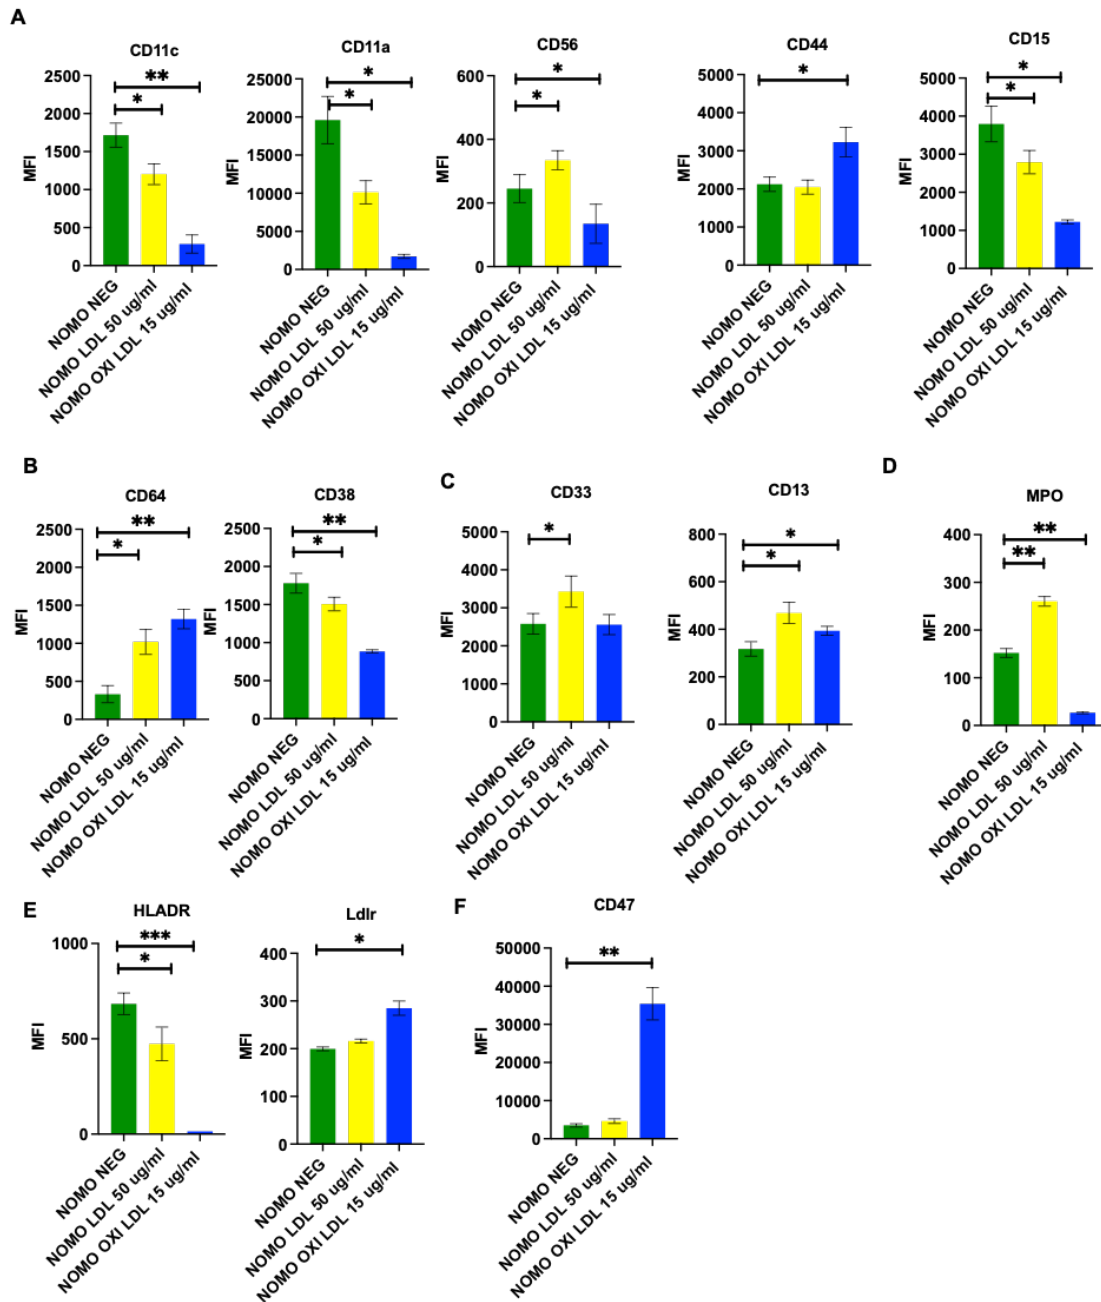 A
CD11c
**
*
2500
2000
1500
1000
500
0
MFI
NOMO NEG
NOMO LDL 50 ug/ml
NOMO OXI LDL 15 ug/ml
CD11a
*
*
25000
20000
15000
10000
5000
0
MFI
NOMO NEG
NOMO LDL 50 ug/ml
NOMO OXI LDL 15 ug/ml
CD56
*
*
600
400
200
0
MFI
NOMO NEG
NOMO LDL 50 ug/ml
NOMO OXI LDL 15 ug/ml
CD44
*
5000
4000
3000
2000
1000
0
MFI
NOMO NEG
NOMO LDL 50 ug/ml
NOMO OXI LDL 15 ug/ml
CD15
*
*
5000
4000
3000
2000
1000
0
MFI
NOMO NEG
NOMO LDL 50 ug/ml
NOMO OXI LDL 15 ug/ml
B
CD64
**
*
2500
2000
1500
1000
500
0
MFI
NOMO NEG
NOMO LDL 50 ug/ml
NOMO OXI LDL 15 ug/ml
CD38
**
*
2500
2000
1500
1000
500
0
MFI
NOMO NEG
NOMO LDL 50 ug/ml
NOMO OXI LDL 15 ug/ml
C
CD33
*
5000
4000
3000
2000
1000
0
MFI
NOMO NEG
NOMO LDL 50 ug/ml
NOMO OXI LDL 15 ug/ml
CD13
*
*
800
600
400
200
0
MFI
NOMO NEG
NOMO LDL 50 ug/ml
NOMO OXI LDL 15 ug/ml
D
MPO
**
**
400
300
200
100
0
MFI
NOMO NEG
NOMO LDL 50 ug/ml
NOMO OXI LDL 15 ug/ml
E
HLADR
***
*
1000
500
0
MFI
NOMO NEG
NOMO LDL 50 ug/ml
NOMO OXI LDL 15 ug/ml
Ldlr
*
400
300
200
100
0
MFI
NOMO NEG
NOMO LDL 50 ug/ml
NOMO OXI LDL 15 ug/ml
F
CD47
**
50000
40000
30000
20000
10000
0
MFI
NOMO NEG
NOMO LDL 50 ug/ml
NOMO OXI LDL 15 ug/ml